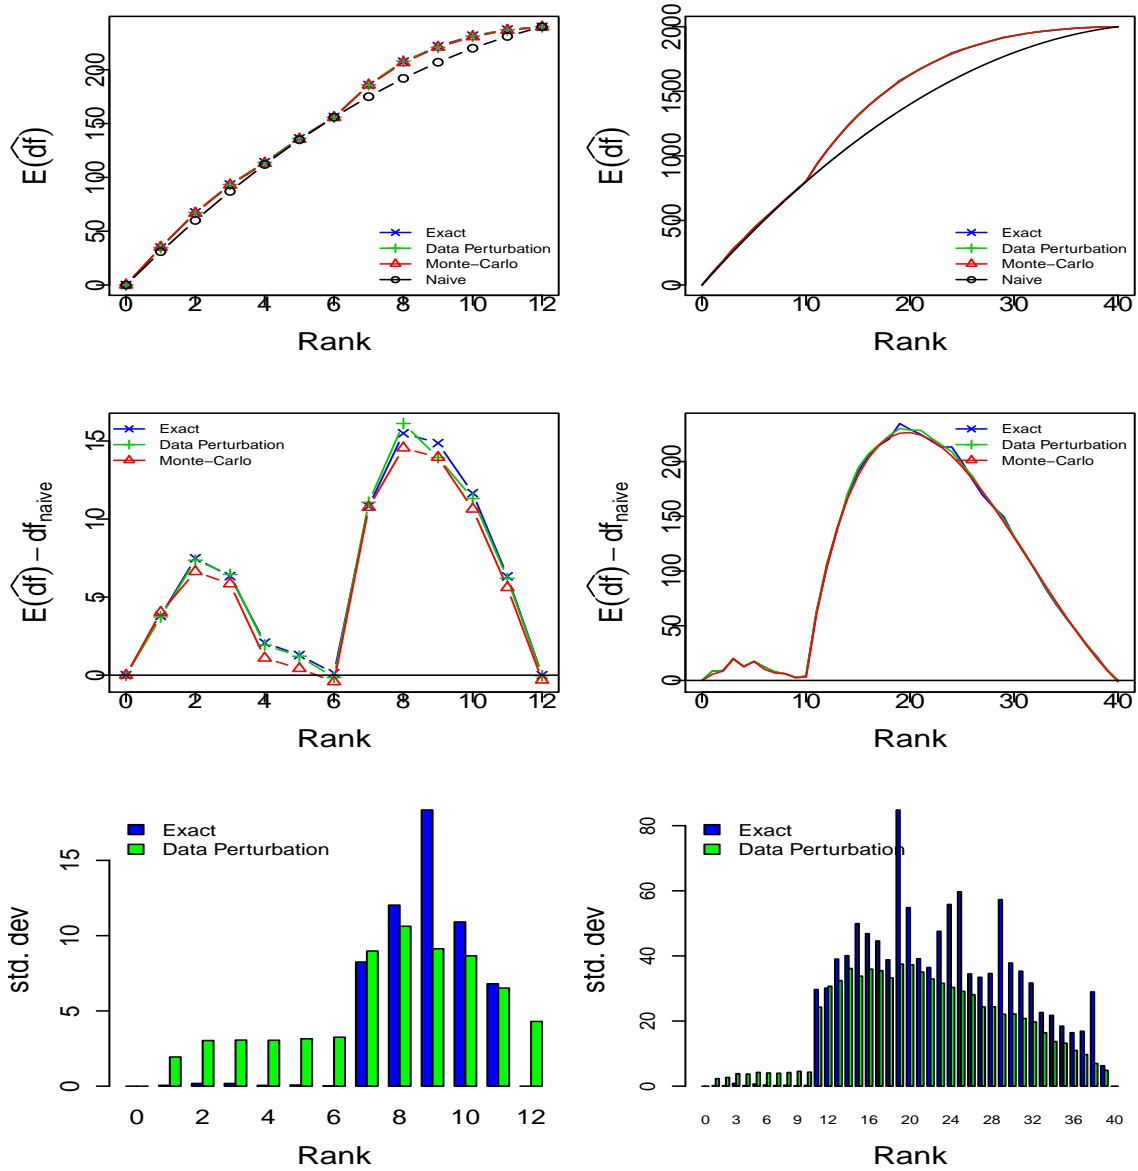 E(df^)
0 50 100 150 200
0 2 4 6 8 10 12
Rank
Exact
Data Perturbation
Monte−Carlo
Naive
E(df^)
0 500 1000 1500 2000
0 10 20 30 40
Rank
Exact
Data Perturbation
Monte−Carlo
Naive
E(df^) − df_naive
0 5 10 15
0 2 4 6 8 10 12
Rank
Exact
Data Perturbation
Monte−Carlo
E(df^) − df_naive
0 50 100 150 200
0 10 20 30 40
Rank
Exact
Data Perturbation
Monte−Carlo
std. dev
0 5 10 15
0 2 4 6 8 10 12
Rank
Exact
Data Perturbation
std. dev
0 20 40 60 80
0 3 6 9 12 16 20 24 28 32 36 40
Rank
Exact
Data Perturbation